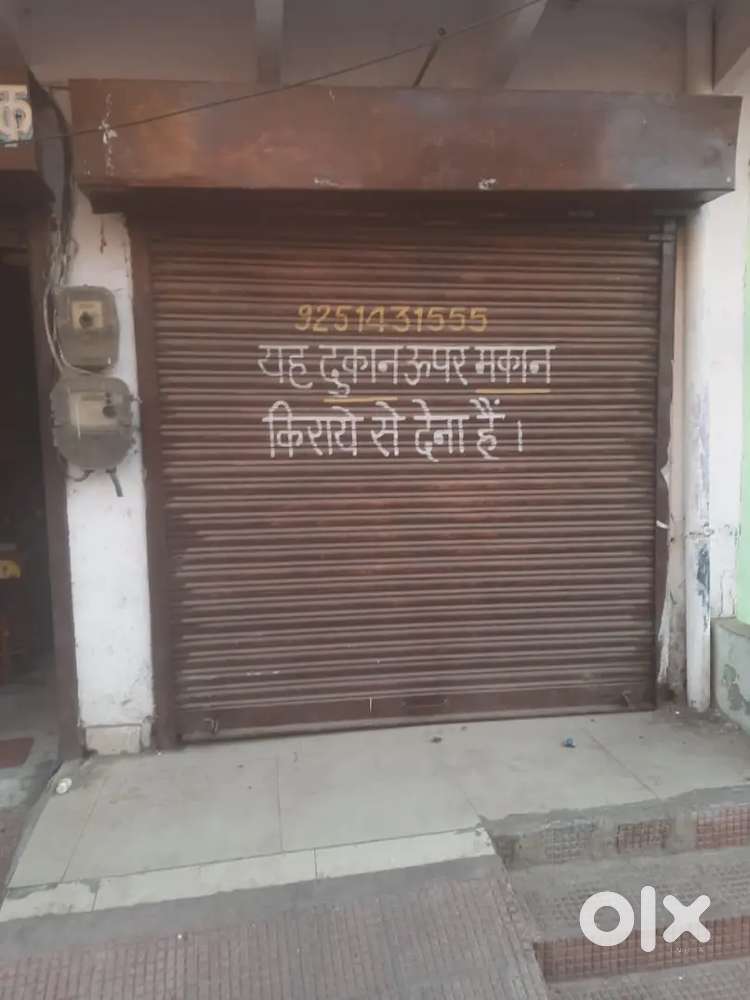 क
9251431555
यह दुकान ऊपर मकान
किराये से देना हैं।
olx